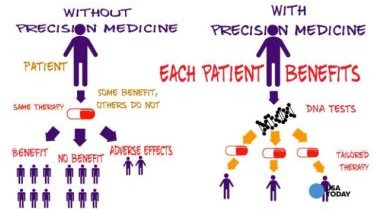 WITHOUT
PRECISION MEDICINE
PATIENT
SAME THERAPY
SOME BENEFIT,
OTHERS DO NOT
BENEFIT
NO BENEFIT
ADVERSE EFFECTS
WITH
PRECISION MEDICINE
EACH PATIENT BENEFITS
DNA TESTS
TAILORED
THERAPY
USA
TODAY